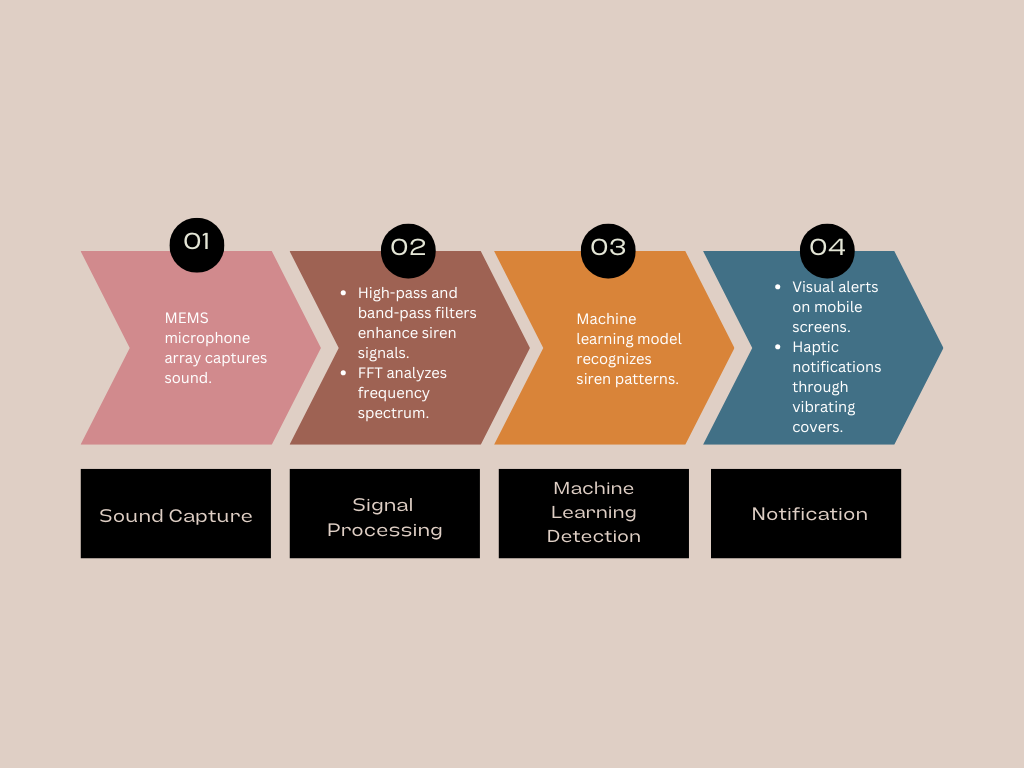 01
MEMS
microphone
array captures
sound.
Sound Capture
02
• High-pass and
band-pass filters
enhance siren
signals.
• FFT analyzes
frequency
spectrum.
Signal
Processing
03
Machine
learning model
recognizes
siren patterns.
Machine
Learning
Detection
04
• Visual alerts
on mobile
screens.
• Haptic
notifications
through
vibrating
covers.
Notification